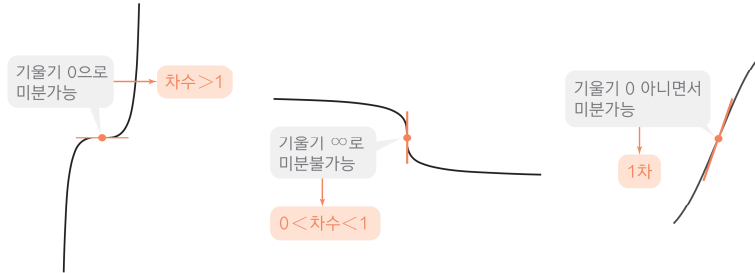 기울기 0으로
미분가능
차수>1
기울기 ∞로
미분불가능
0<차수<1
기울기 0 아니면서
미분가능
1차